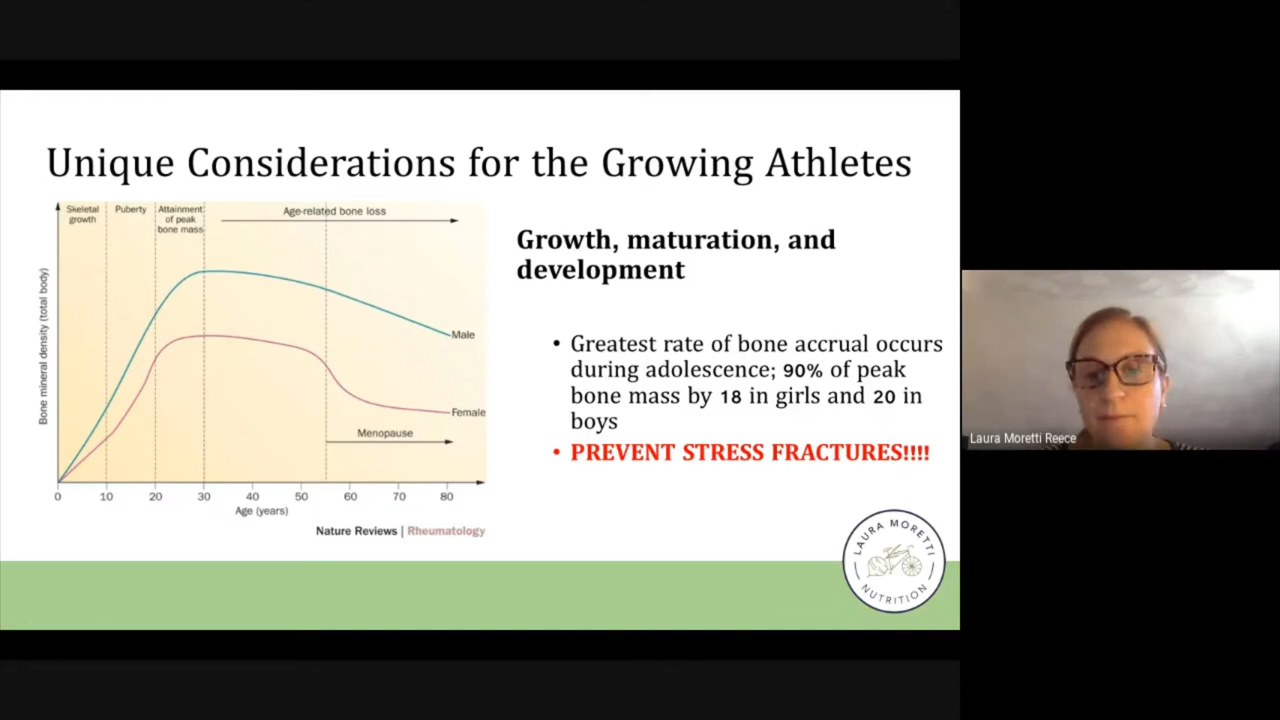 Unique Considerations for the Growing Athletes
Skeletal
growth
Puberty
Attainment
of peak
bone mass
Age-related bone loss
Bone mineral density (total body)
Male
Female
Menopause
0 10 20 30 40 50 60 70 80
Age (years)
Nature Reviews | Rheumatology
Growth, maturation, and
development
• Greatest rate of bone accrual occurs
during adolescence; 90% of peak
bone mass by 18 in girls and 20 in
boys
• PREVENT STRESS FRACTURES!!!!
LAURA MORETTI
NUTRITION
Laura Moretti Reece